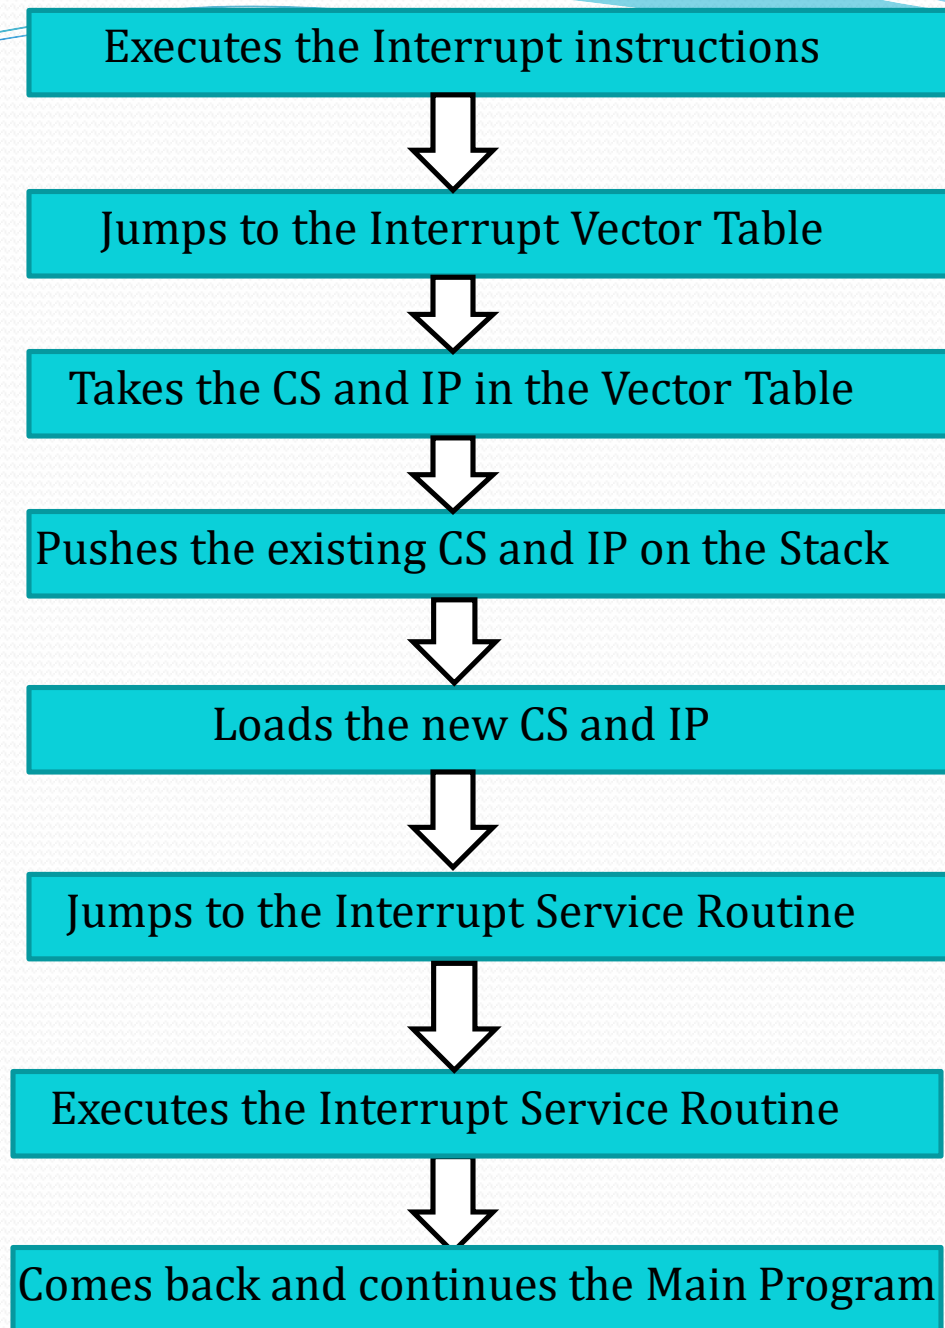 Executes the Interrupt instructions
Jumps to the Interrupt Vector Table
Takes the CS and IP in the Vector Table
Pushes the existing CS and IP on the Stack
Loads the new CS and IP
Jumps to the Interrupt Service Routine
Executes the Interrupt Service Routine
Comes back and continues the Main Program